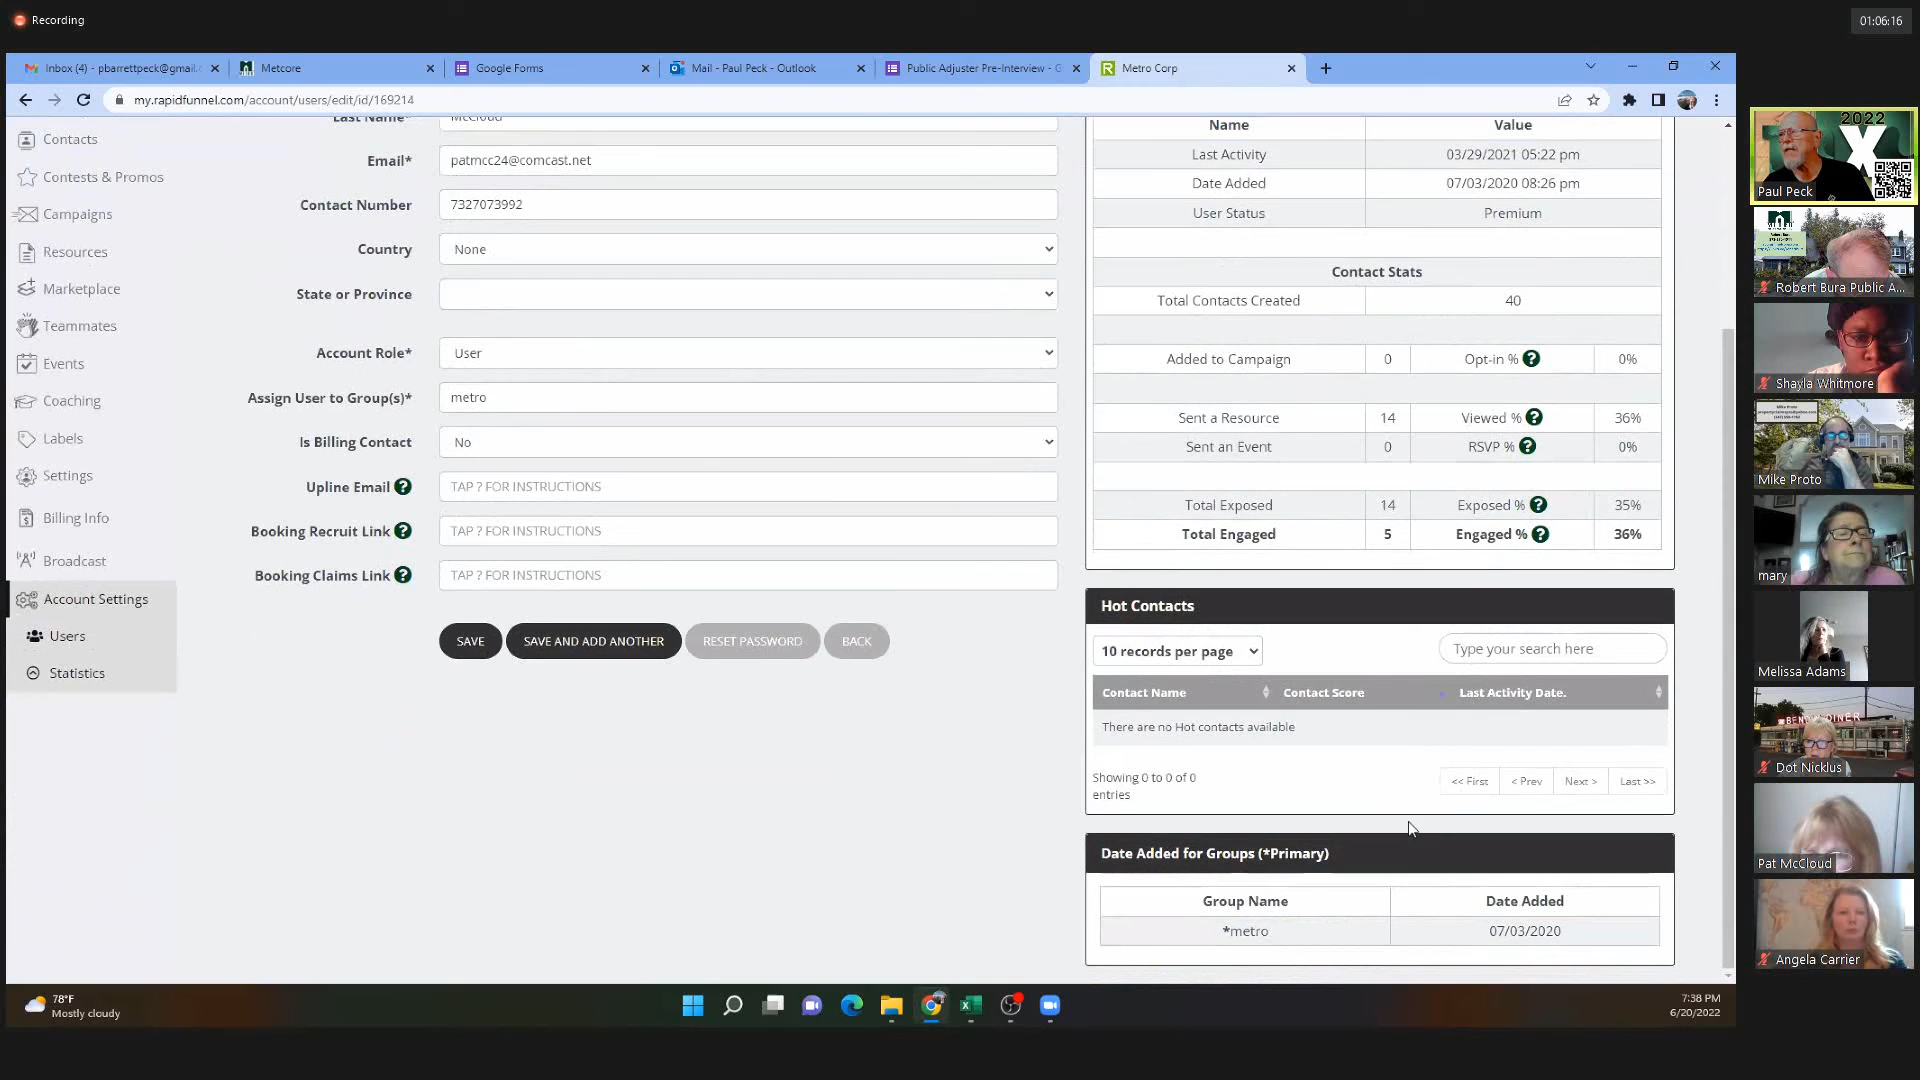 Recording
01:06:16
Inbox (4) - pbarrettpeck@gmail.c
Metcore
Google Forms
Mail - Paul Peck - Outlook
Public Adjuster Pre-Interview - G
Metro Corp
my.rapidfunnel.com/account/users/edit/id/169214
Contacts
Contests & Promos
Campaigns
Resources
Marketplace
Teammates
Events
Coaching
Labels
Settings
Billing Info
Broadcast
Account Settings
Users
Statistics
Last Name*
McCloud
Email*
patmcc24@comcast.net
Contact Number
7327073992
Country
None
State or Province
Account Role*
User
Assign User to Group(s)*
metro
Is Billing Contact
No
Upline Email ?
TAP ? FOR INSTRUCTIONS
Booking Recruit Link ?
TAP ? FOR INSTRUCTIONS
Booking Claims Link ?
TAP ? FOR INSTRUCTIONS
SAVE
SAVE AND ADD ANOTHER
RESET PASSWORD
BACK
Name Value
Last Activity 03/29/2021 05:22 pm
Date Added 07/03/2020 08:26 pm
User Status Premium
Contact Stats
Total Contacts Created 40
Added to Campaign 0 Opt-in % ? 0%
Sent a Resource 14 Viewed % ? 36%
Sent an Event 0 RSVP % ? 0%
Total Exposed 14 Exposed % ? 35%
Total Engaged 5 Engaged % ? 36%
Hot Contacts
10 records per page
Type your search here
Contact Name Contact Score Last Activity Date.
There are no Hot contacts available
Showing 0 to 0 of 0
entries
<< First < Prev Next > Last >>
Date Added for Groups (*Primary)
Group Name Date Added
*metro 07/03/2020
2022
X
Paul Peck
Robert Bura Public A...
Shayla Whitmore
Mike Proto
mary
Melissa Adams
DINER
Dot Nicklus
Pat McCloud
Angela Carrier
78°F
Mostly cloudy
7:38 PM
6/20/2022